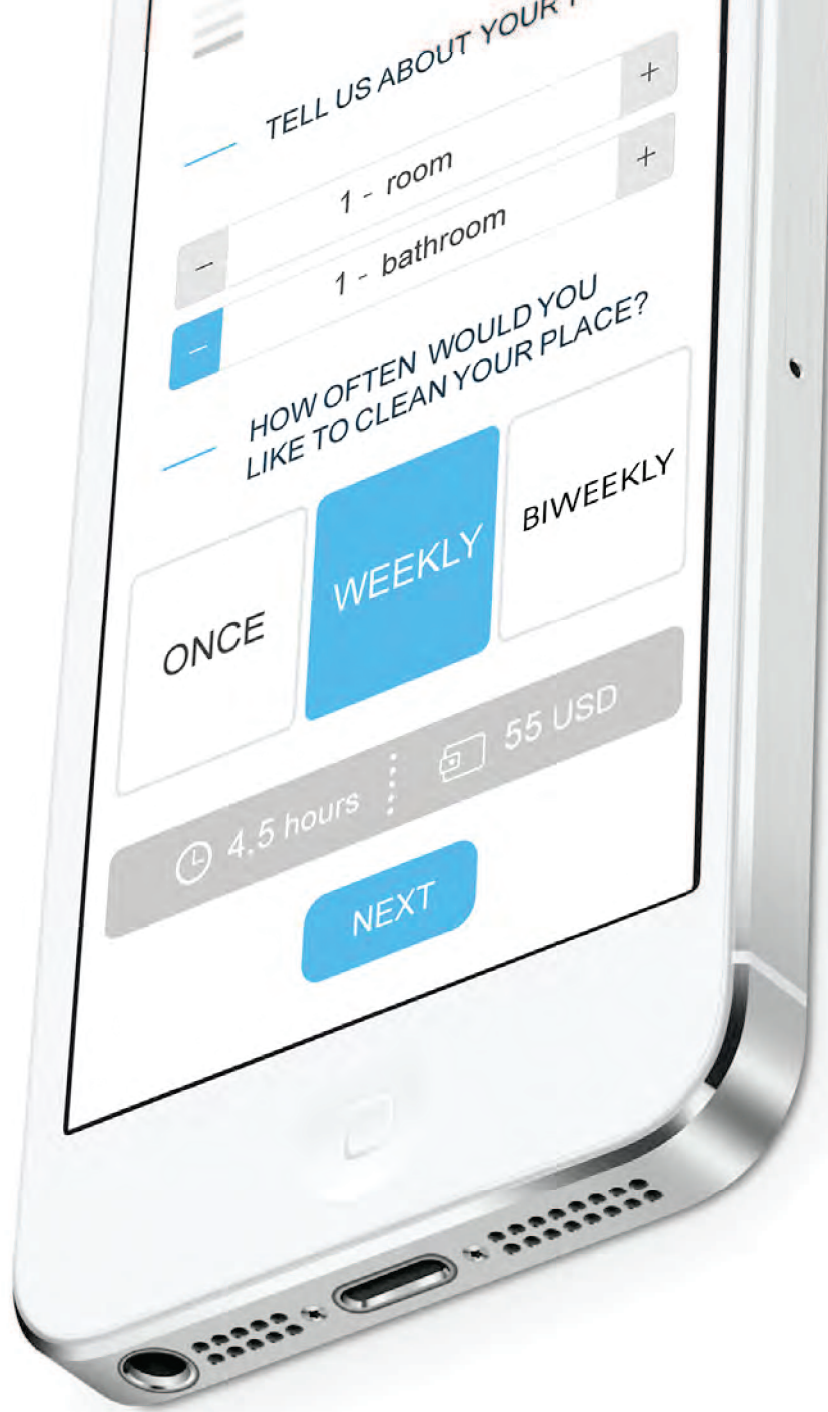 TELL US ABOUT YOUR
+
1 - room
-
+
1 - bathroom
-
HOW OFTEN WOULD YOU
LIKE TO CLEAN YOUR PLACE?
ONCE
WEEKLY
BIWEEKLY
4.5 hours
55 USD
NEXT